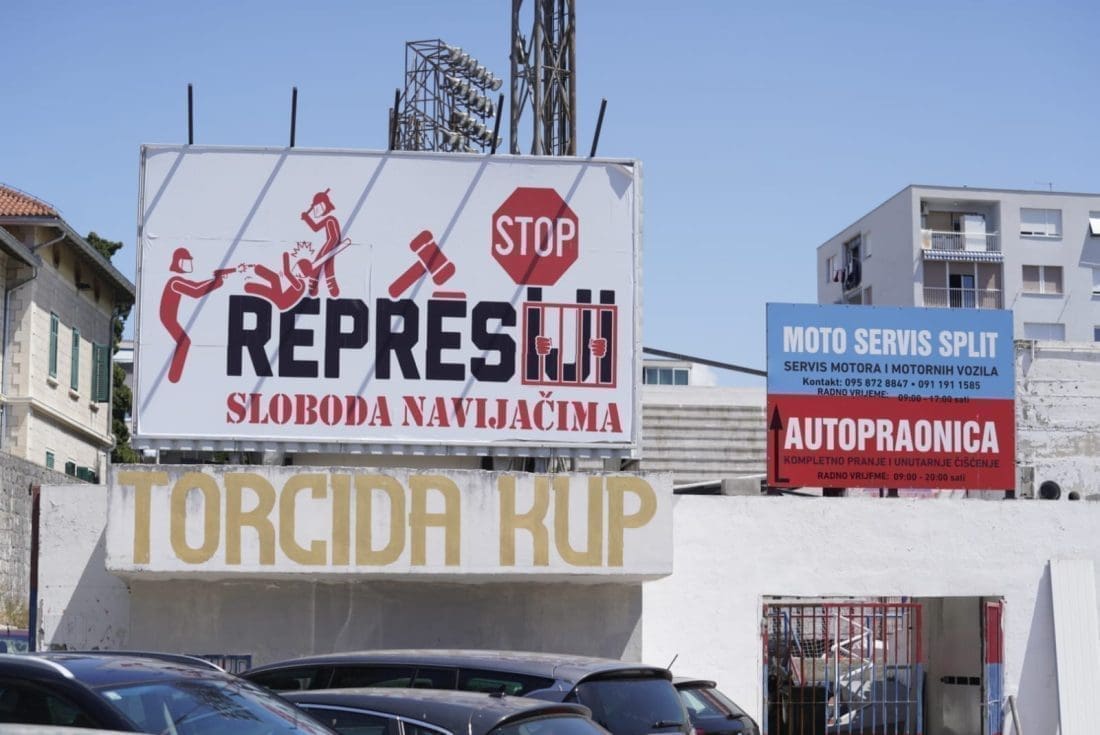 STOP
REPRESIJI
SLOBODA NAVIJAČIMA
TORCIDA KUP
MOTO SERVIS SPLIT
SERVIS MOTORA I MOTORNIH VOZILA
Kontakt: 095 872 8847 • 091 191 1585
RADNO VRIJEME: 09:00 - 17:00 sati
AUTOPRAONICA
KOMPLETNO PRANJE I UNUTARNJE ČIŠĆENJE
RADNO VRIJEME: 09:00 - 20:00 sati